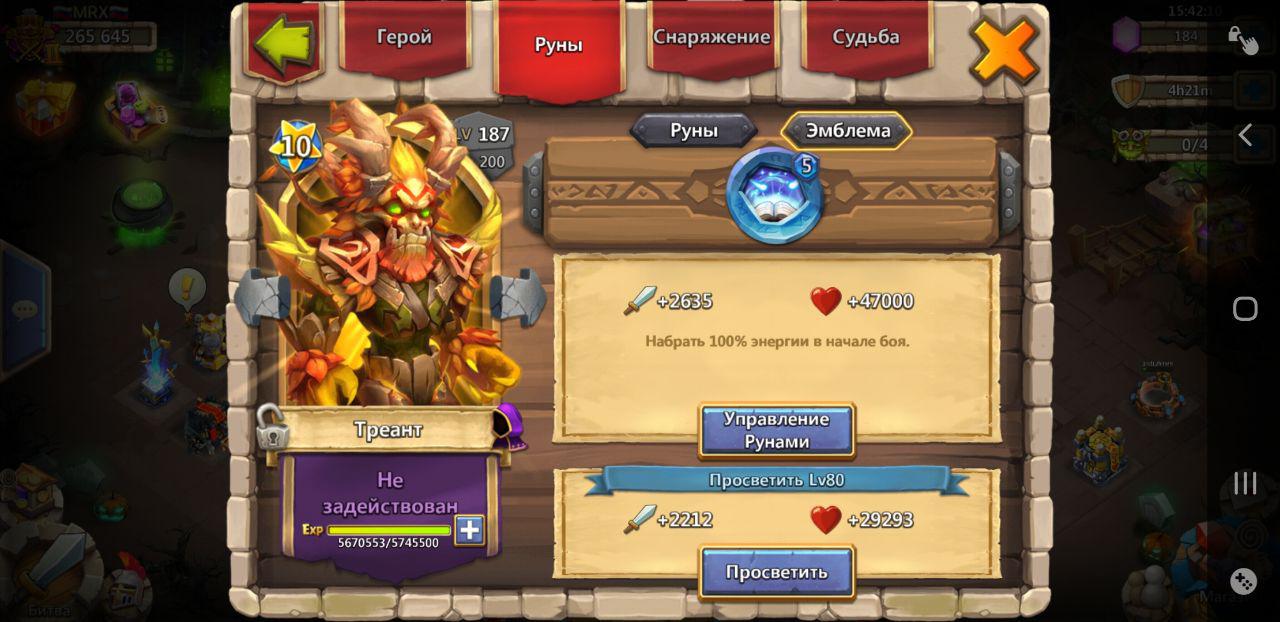 MRX
265 645
Герой
Руны
Снаряжение
Судьба
15:42:10
184
4h21m
0/4
10
LV 187
200
Руны
Эмблема
5
+2635
+47000
Набрать 100% энергии в начале боя.
Управление
Рунами
Треант
Не
задействован
Exp
5670553/5745500
Просветить Lv80
+2212
+29293
Просветить
Битва